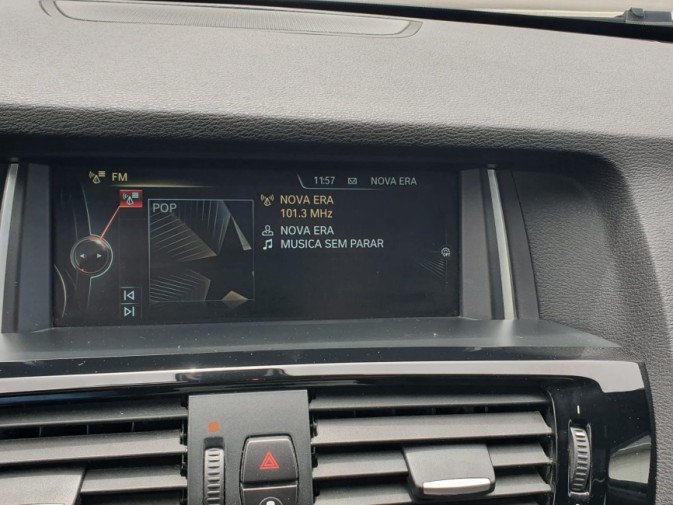 FM
11:57 NOVA ERA
POP
NOVA ERA
101.3 MHz
NOVA ERA
MUSICA SEM PARAR